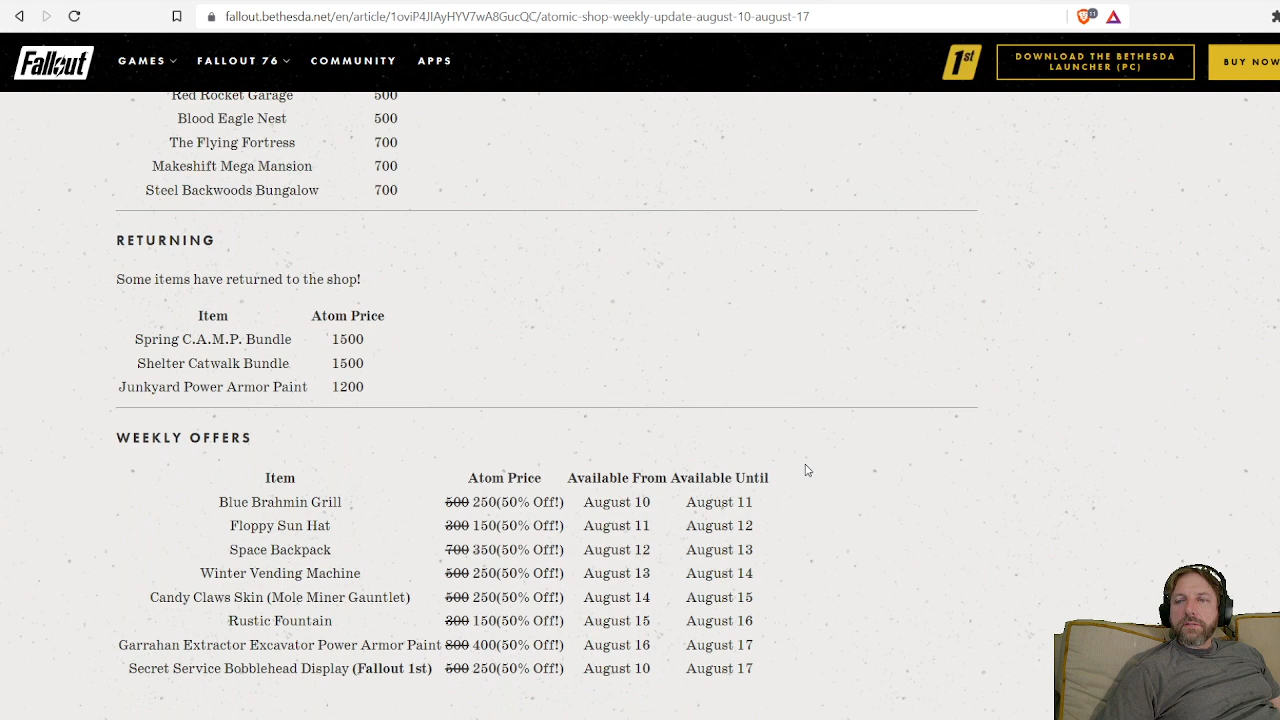 fallout.bethesda.net/en/article/1oviP4JIAyHYV7wA8GucQC/atomic-shop-weekly-update-august-10-august-17
11
Fallout GAMES FALLOUT 76 COMMUNITY APPS 1st DOWNLOAD THE BETHESDA LAUNCHER (PC) BUY NOW
Red Rocket Garage 500
Blood Eagle Nest 500
The Flying Fortress 700
Makeshift Mega Mansion 700
Steel Backwoods Bungalow 700
RETURNING
Some items have returned to the shop!
Item Atom Price
Spring C.A.M.P. Bundle 1500
Shelter Catwalk Bundle 1500
Junkyard Power Armor Paint 1200
WEEKLY OFFERS
Item Atom Price Available From Available Until
Blue Brahmin Grill 500 250(50% Off!) August 10 August 11
Floppy Sun Hat 300 150(50% Off!) August 11 August 12
Space Backpack 700 350(50% Off!) August 12 August 13
Winter Vending Machine 500 250(50% Off!) August 13 August 14
Candy Claws Skin (Mole Miner Gauntlet) 500 250(50% Off!) August 14 August 15
Rustic Fountain 300 150(50% Off!) August 15 August 16
Garrahan Extractor Excavator Power Armor Paint 800 400(50% Off!) August 16 August 17
Secret Service Bobblehead Display (Fallout 1st) 500 250(50% Off!) August 10 August 17